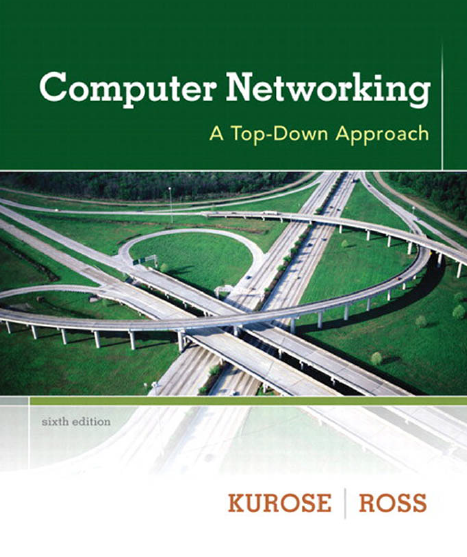 Computer Networking
A Top-Down Approach
sixth edition
KUROSE | ROSS